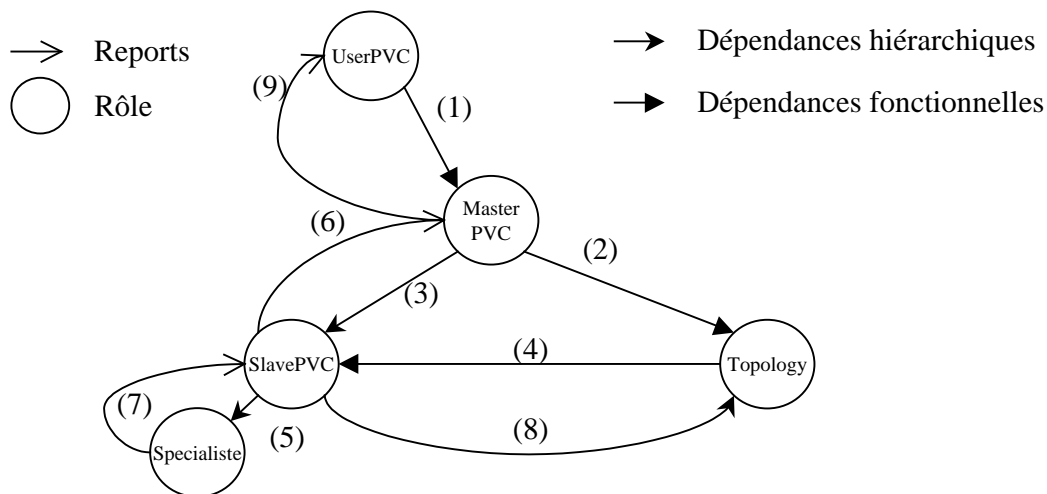 Reports
Rôle
Dépendances hiérarchiques
Dépendances fonctionnelles
UserPVC
(9)
(1)
Master
PVC
(6)
(2)
(3)
SlavePVC
(4)
Topology
(7)
(5)
(8)
Specialiste